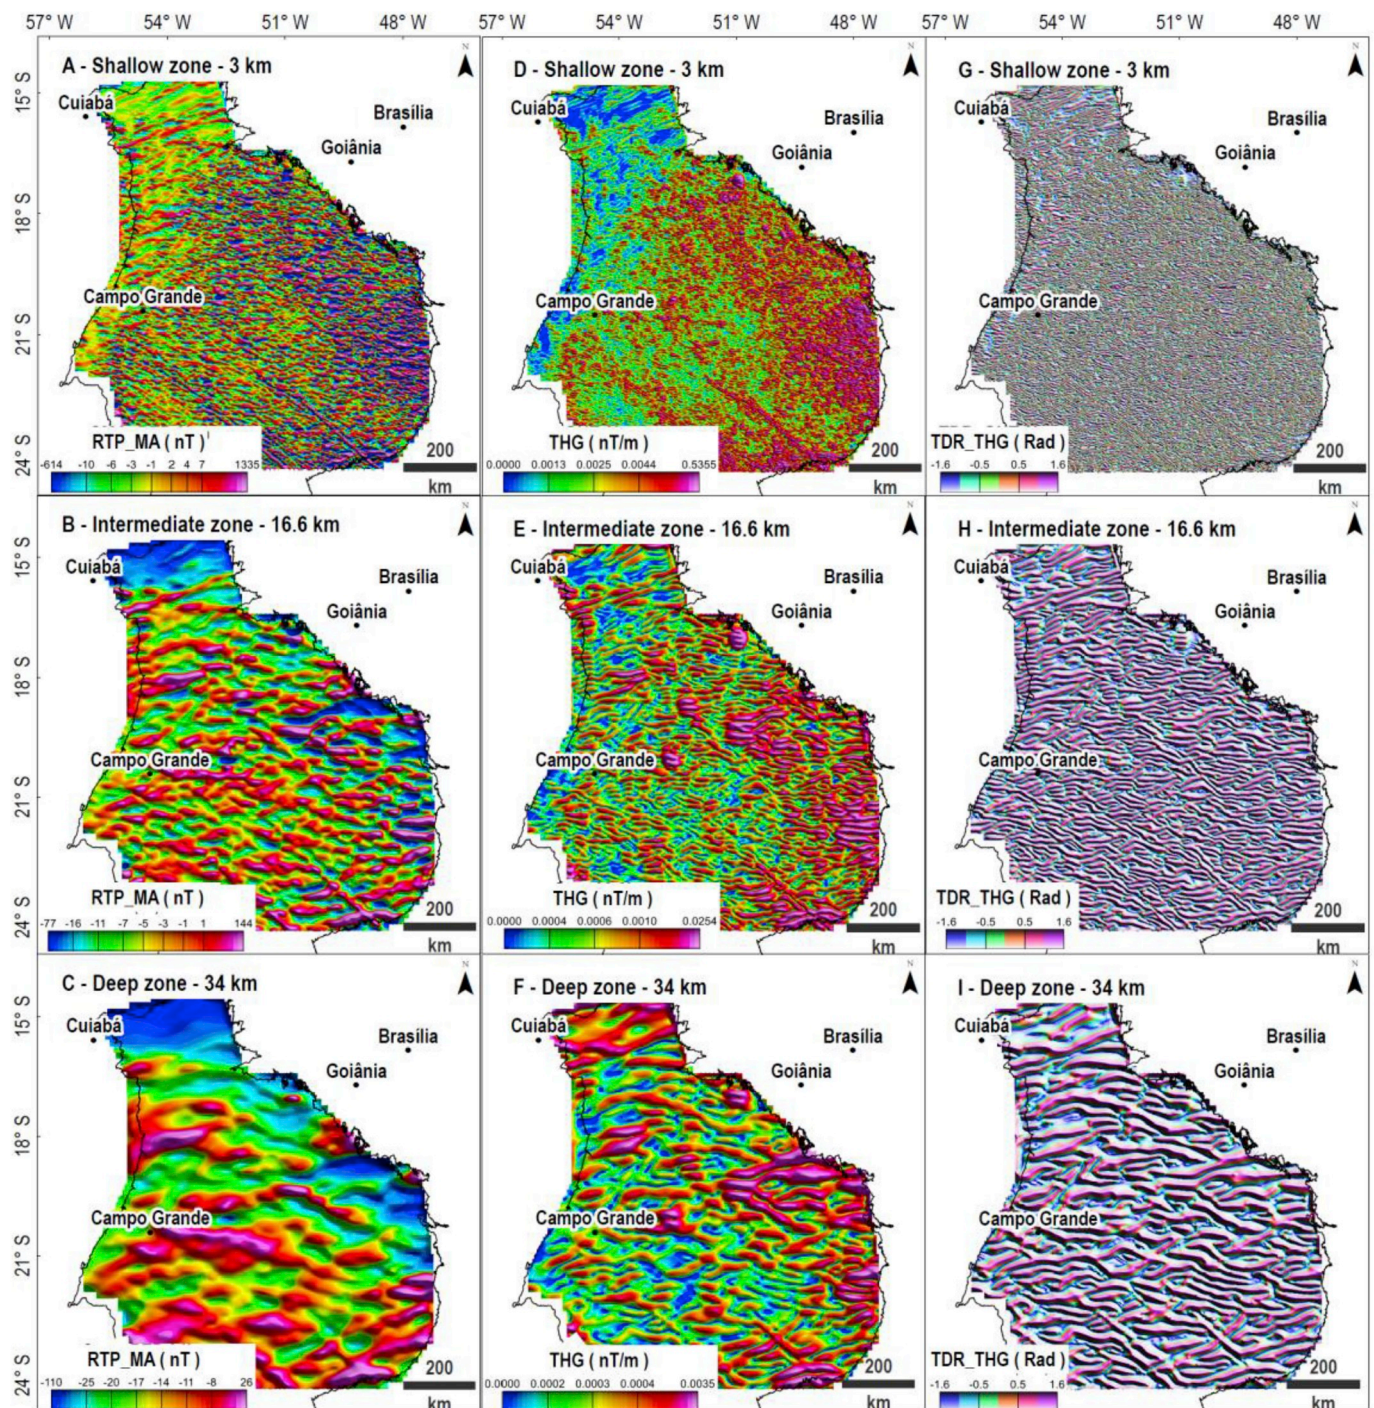 57° W 54° W 51° W 48° W 57° W 54° W 51° W 48° W 57° W 54° W 51° W 48° W
A - Shallow zone - 3 km
N
15° S
18° S
21° S
24° S
Cuiabá
Brasília
Goiânia
Campo Grande
RTP_MA ( nT )
-614 -10 -6 -3 -1 2 4 7 1335
200
km
D - Shallow zone - 3 km
N
Cuiabá
Brasília
Goiânia
Campo Grande
THG ( nT/m )
0.0000 0.0013 0.0025 0.0044 0.5355
200
km
G - Shallow zone - 3 km
N
Cuiabá
Brasília
Goiânia
Campo Grande
TDR_THG ( Rad )
-1.6 -0.5 0.5 1.6
200
km
B - Intermediate zone - 16.6 km
N
15° S
18° S
21° S
24° S
Cuiabá
Brasília
Goiânia
Campo Grande
RTP_MA ( nT )
-77 -16 -11 -7 -5 -3 -1 1 144
200
km
E - Intermediate zone - 16.6 km
N
Cuiabá
Brasília
Goiânia
Campo Grande
THG ( nT/m )
0.0000 0.0004 0.0006 0.0010 0.0254
200
km
H - Intermediate zone - 16.6 km
N
Cuiabá
Brasília
Goiânia
Campo Grande
TDR_THG ( Rad )
-1.6 -0.5 0.5 1.6
200
km
C - Deep zone - 34 km
N
15° S
18° S
21° S
24° S
Cuiabá
Brasília
Goiânia
Campo Grande
RTP_MA ( nT )
-110 -25 -20 -17 -14 -11 -8 26
200
km
F - Deep zone - 34 km
N
Cuiabá
Brasília
Goiânia
Campo Grande
THG ( nT/m )
0.0000 0.0002 0.0003 0.0004 0.0035
200
km
I - Deep zone - 34 km
N
Cuiabá
Brasília
Goiânia
Campo Grande
TDR_THG ( Rad )
-1.6 -0.5 0.5 1.6
200
km